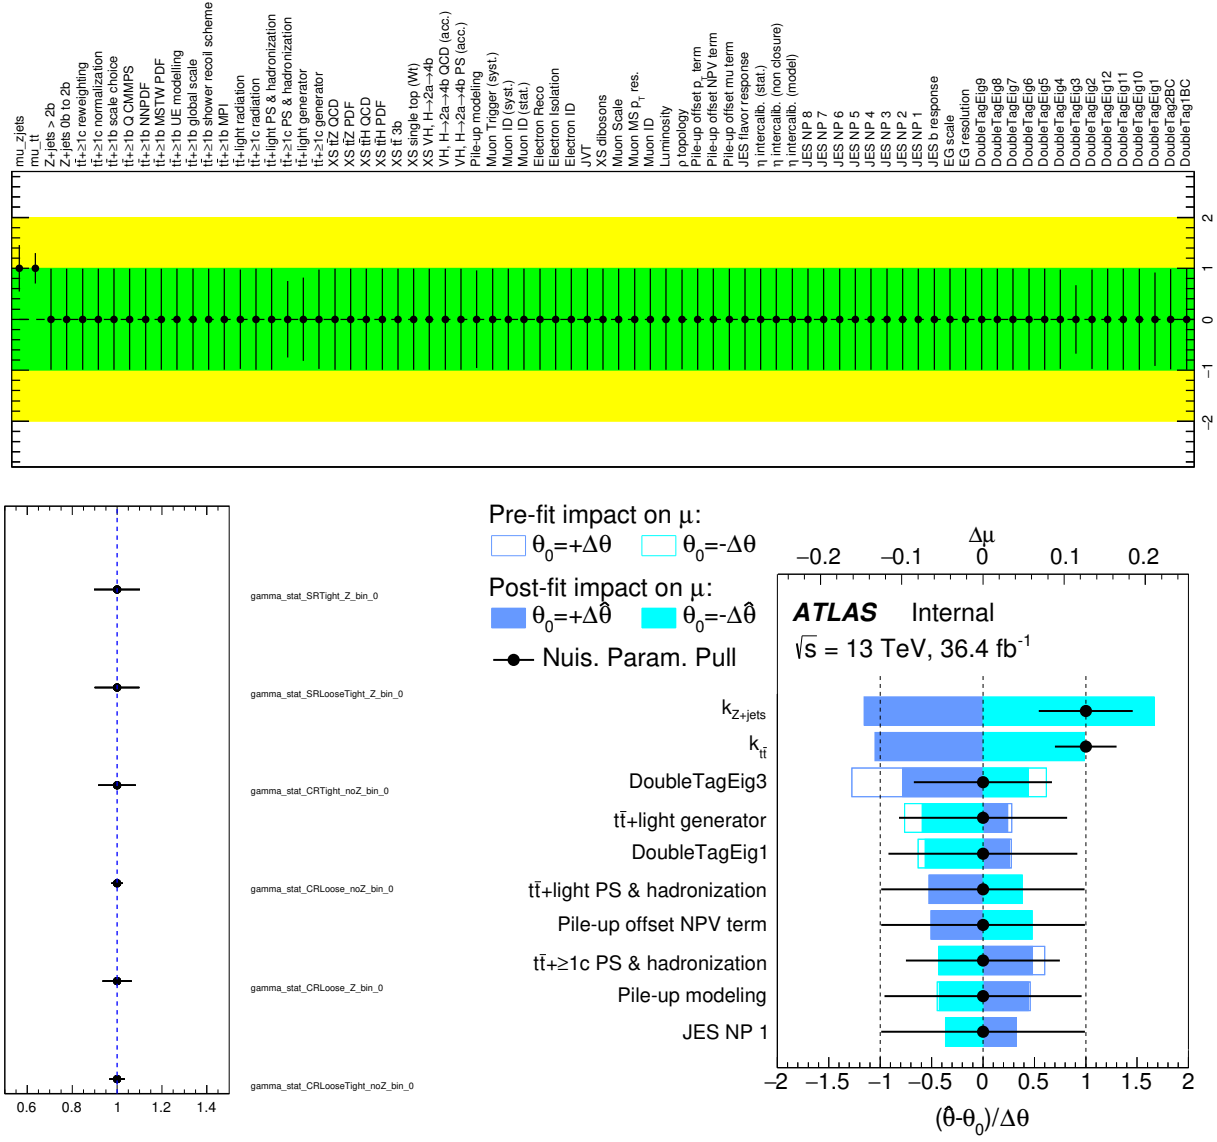 mu_zjets
mu_tt
Z+jets > 2b
Z+jets 0b to 2b
tt̄+≥1c reweighting
tt̄+≥1c normalization
tt̄+≥1b scale choice
tt̄+≥1b Q CMMPS
tt̄+≥1b NNPDF
tt̄+≥1b MSTW PDF
tt̄+≥1b UE modelling
tt̄+≥1b global scale
tt̄+≥1b shower recoil scheme
tt̄+≥1b MPI
tt̄+light radiation
tt̄+≥1c radiation
tt̄+light PS & hadronization
tt̄+≥1c PS & hadronization
tt̄+light generator
tt̄+≥1c generator
XS tt̄Z QCD
XS tt̄Z PDF
XS tt̄H QCD
XS tt̄H PDF
XS tt̄ 3b
XS single top (Wt)
XS VH, H→2a→4b
VH, H→2a→4b QCD (acc.)
VH, H→2a→4b PS (acc.)
Pile-up modeling
Muon Trigger (syst.)
Muon ID (syst.)
Muon ID (stat.)
Electron Reco
Electron Isolation
Electron ID
JVT
XS dibosons
Muon Scale
Muon MS p_T res.
Muon ID
Luminosity
ρ topology
Pile-up offset p_T term
Pile-up offset NPV term
Pile-up offset mu term
JES flavor response
η intercalib. (stat.)
η intercalib. (non closure)
η intercalib. (model)
JES NP 8
JES NP 7
JES NP 6
JES NP 5
JES NP 4
JES NP 3
JES NP 2
JES NP 1
JES b response
EG scale
EG resolution
DoubleTagEig9
DoubleTagEig8
DoubleTagEig7
DoubleTagEig6
DoubleTagEig5
DoubleTagEig4
DoubleTagEig3
DoubleTagEig2
DoubleTagEig12
DoubleTagEig11
DoubleTagEig10
DoubleTagEig1
DoubleTag2BC
DoubleTag1BC
2
1
0
−1
−2
gamma_stat_SRTight_Z_bin_0
gamma_stat_SRLooseTight_Z_bin_0
gamma_stat_CRTight_noZ_bin_0
gamma_stat_CRLoose_noZ_bin_0
gamma_stat_CRLoose_Z_bin_0
gamma_stat_CRLooseTight_noZ_bin_0
0.6 0.8 1 1.2 1.4
Pre-fit impact on μ:
θ₀=+Δθ θ₀=-Δθ
Post-fit impact on μ:
θ₀=+Δθ̂ θ₀=-Δθ̂
Nuis. Param. Pull
Δμ
−0.2 −0.1 0 0.1 0.2
ATLAS Internal
√s = 13 TeV, 36.4 fb⁻¹
k_Z+jets
k_tt̄
DoubleTagEig3
tt̄+light generator
DoubleTagEig1
tt̄+light PS & hadronization
Pile-up offset NPV term
tt̄+≥1c PS & hadronization
Pile-up modeling
JES NP 1
−2 −1.5 −1 −0.5 0 0.5 1 1.5 2
(θ̂-θ₀)/Δθ